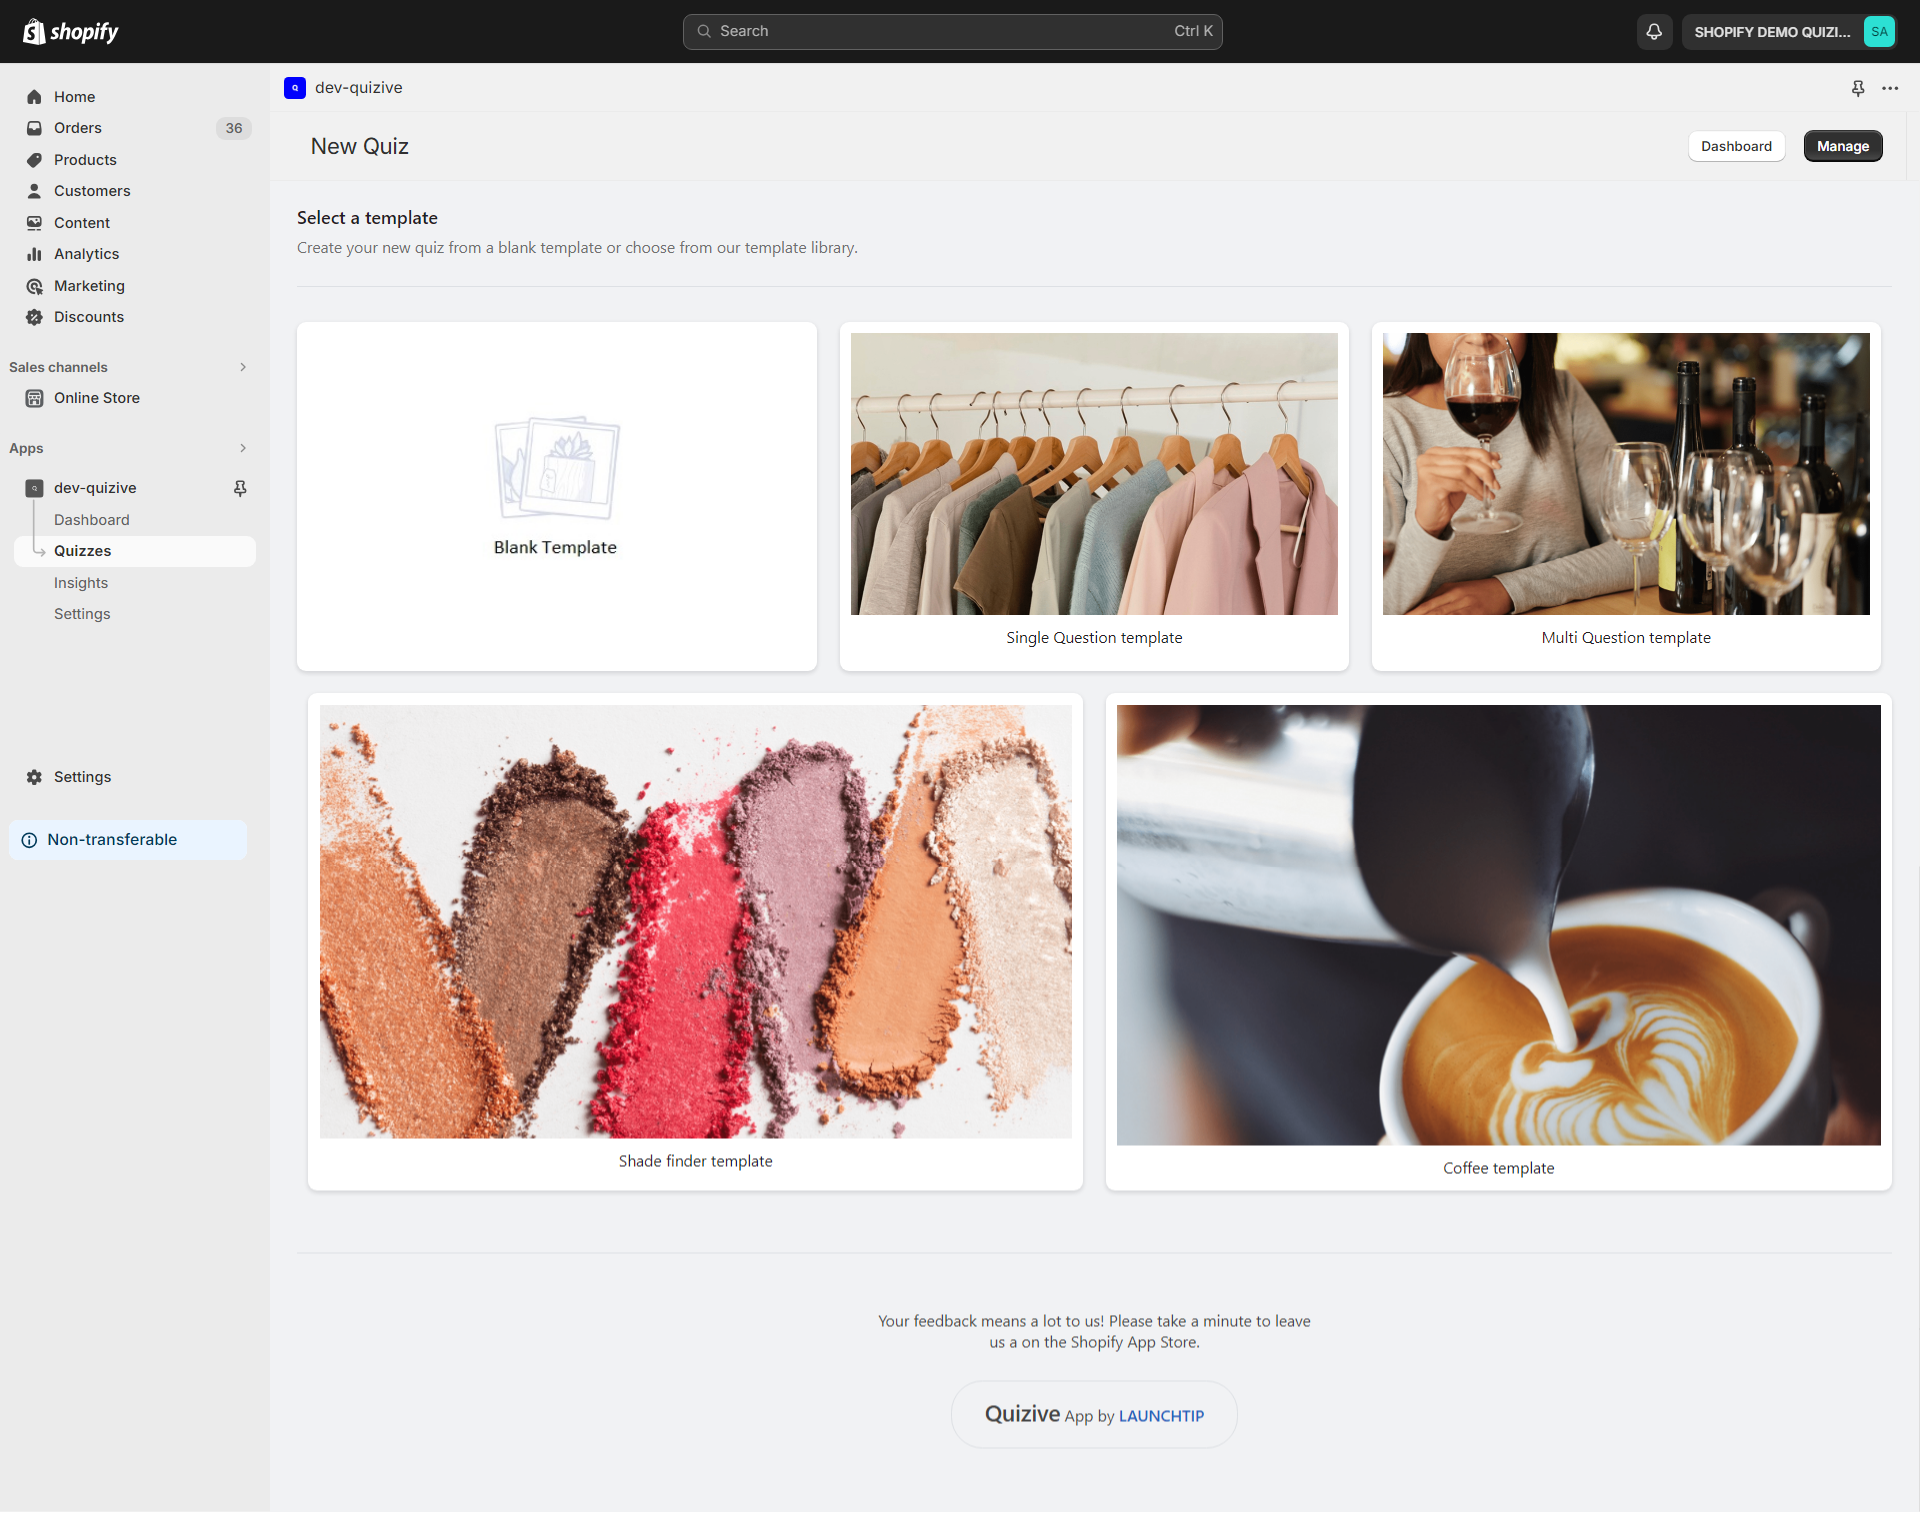 shopify
Search
Ctrl K
SHOPIFY DEMO QUIZI...
SA
Home
Orders
36
Products
Customers
Content
Analytics
Marketing
Discounts
Sales channels
Online Store
Apps
dev-quizive
Dashboard
Quizzes
Insights
Settings
Settings
Non-transferable
dev-quizive
New Quiz
Dashboard
Manage
Select a template
Create your new quiz from a blank template or choose from our template library.
Blank Template
Single Question template
Multi Question template
Shade finder template
Coffee template
Your feedback means a lot to us! Please take a minute to leave
us a on the Shopify App Store.
Quizive App by LAUNCHTIP